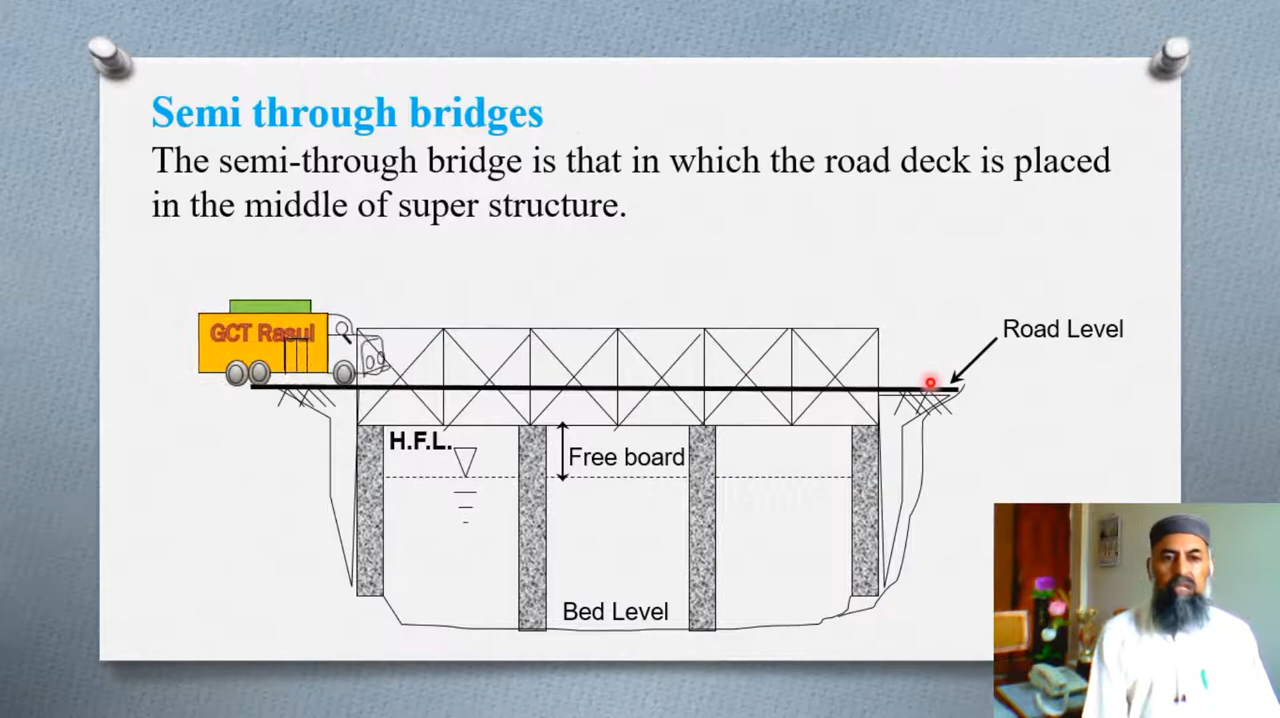 Semi through bridges
The semi-through bridge is that in which the road deck is placed
in the middle of super structure.
GCT Rasul
Road Level
H.F.L.
Free board
Bed Level